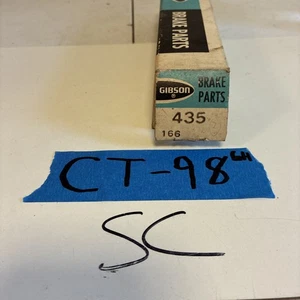 BRAKE PARTS
GIBSON ®
BRAKE
PARTS
435
166
CT-98
SC